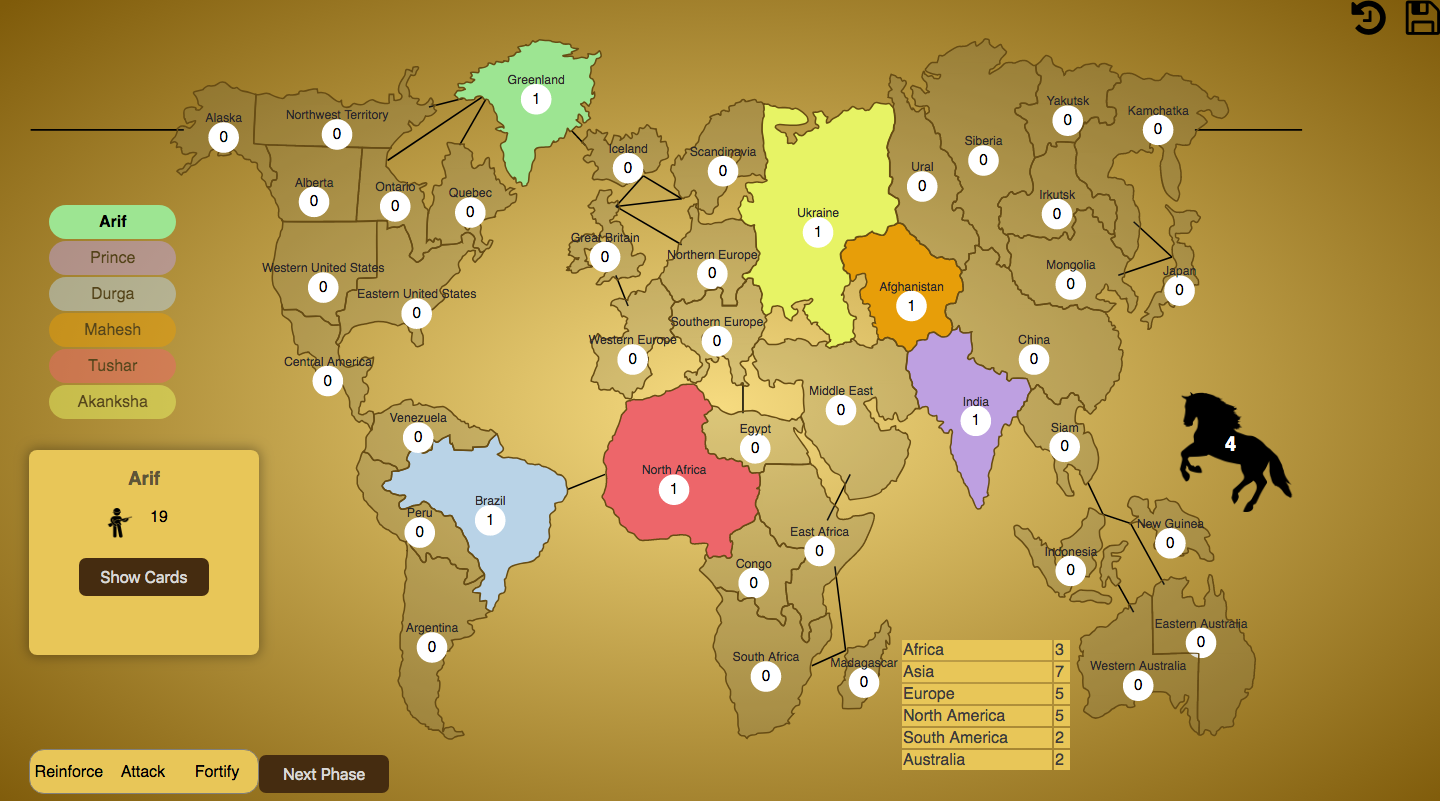 Greenland
1
Alaska
0
Northwest Territory
0
Yakutsk
0
Kamchatka
0
Iceland
0
Scandinavia
0
Siberia
0
Ural
0
Alberta
0
Ontario
0
Quebec
0
Irkutsk
0
Ukraine
1
Great Britain
0
Northern Europe
0
Mongolia
0
Japan
0
Western United States
0
Eastern United States
0
Afghanistan
1
Southern Europe
0
Western Europe
0
China
0
Central America
0
Middle East
0
India
1
Venezuela
0
Egypt
0
Siam
0
4
North Africa
1
Brazil
1
Peru
0
East Africa
0
New Guinea
0
Indonesia
0
Congo
0
Argentina
0
Eastern Australia
0
South Africa
0
Madagascar
0
Western Australia
0
Arif
Prince
Durga
Mahesh
Tushar
Akanksha
Arif
19
Show Cards
Africa 3
Asia 7
Europe 5
North America 5
South America 2
Australia 2
Reinforce Attack Fortify Next Phase